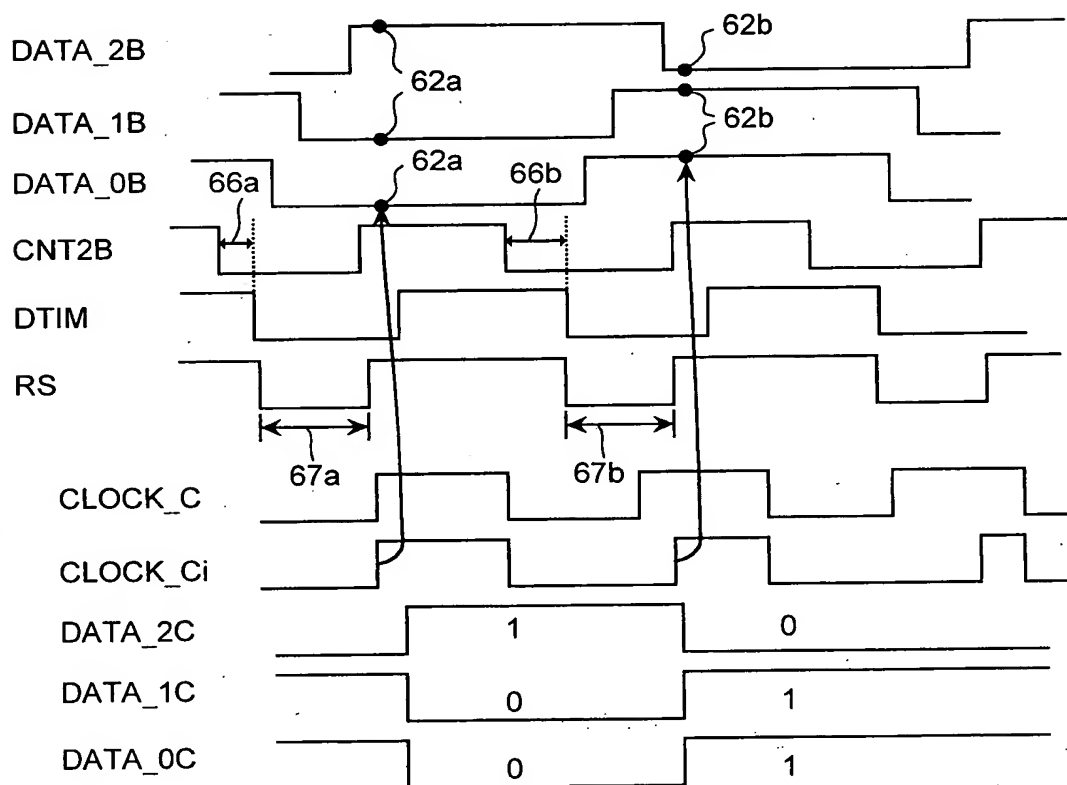 DATA_2B
62b
62a
DATA_1B
62b
DATA_0B
66a
62a
66b
CNT2B
DTIM
RS
67a
67b
CLOCK_C
CLOCK_Ci
DATA_2C
1
0
DATA_1C
0
1
DATA_0C
0
1